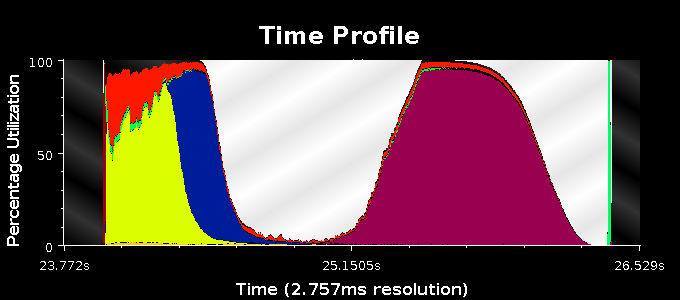 Time Profile
Percentage Utilization
100
50
0
23.772s
25.1505s
26.529s
Time (2.757ms resolution)